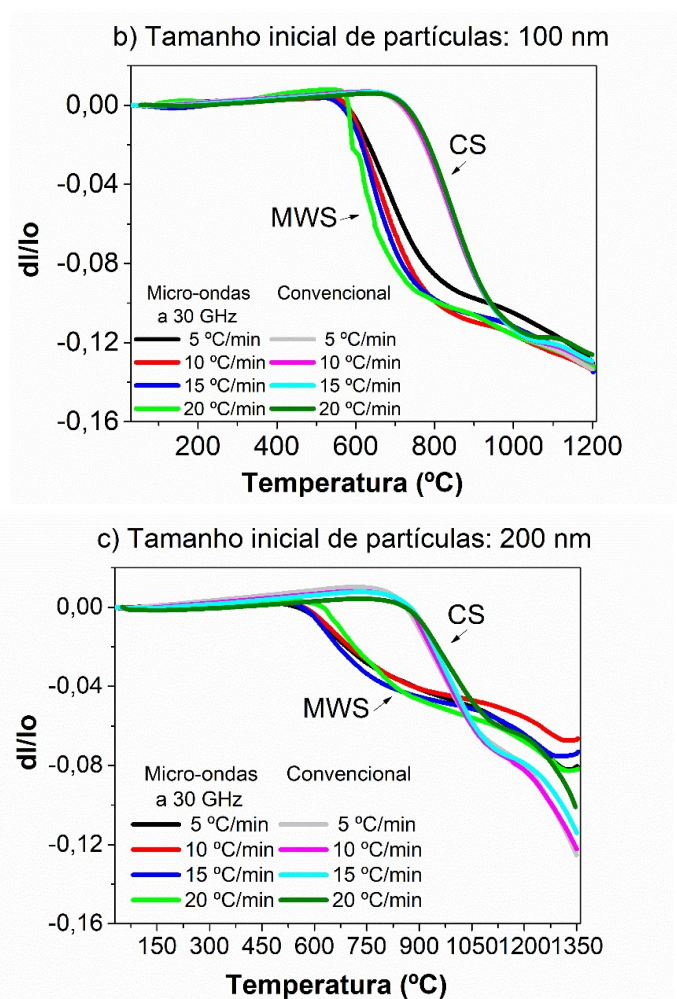 b) Tamanho inicial de partículas: 100 nm
0,00
-0,04
-0,08
-0,12
-0,16
dl/lo
CS
MWS
Micro-ondas Convencional
a 30 GHz
5 ºC/min 5 ºC/min
10 ºC/min 10 ºC/min
15 ºC/min 15 ºC/min
20 ºC/min 20 ºC/min
200 400 600 800 1000 1200
Temperatura (ºC)
c) Tamanho inicial de partículas: 200 nm
0,00
-0,04
-0,08
-0,12
-0,16
dl/lo
CS
MWS
Micro-ondas Convencional
a 30 GHz
5 ºC/min 5 ºC/min
10 ºC/min 10 ºC/min
15 ºC/min 15 ºC/min
20 ºC/min 20 ºC/min
150 300 450 600 750 900 1050 1200 1350
Temperatura (ºC)